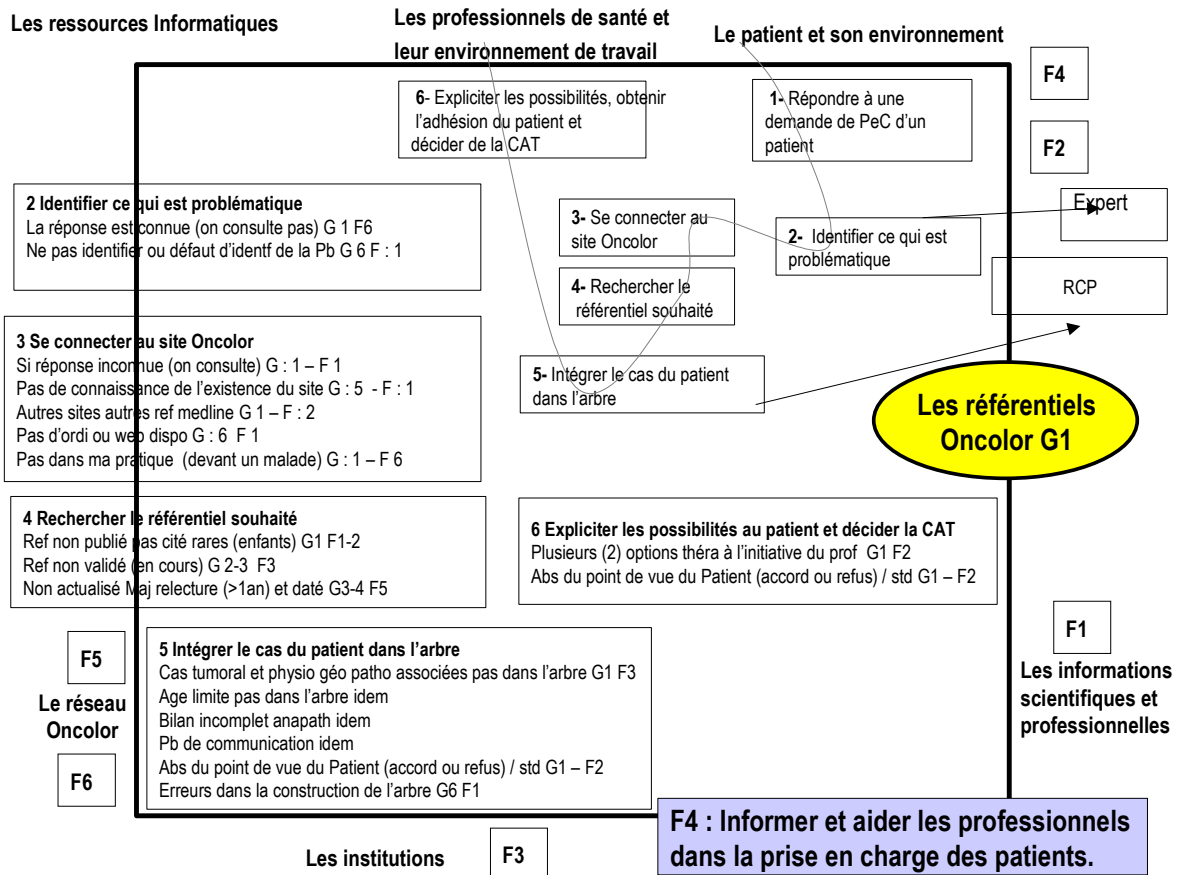 Les ressources Informatiques
Les professionnels de santé et
leur environnement de travail
Le patient et son environnement
F4
6- Expliciter les possibilités, obtenir
l'adhésion du patient et
décider de la CAT
1- Répondre à une
demande de PeC d'un
patient
F2
2 Identifier ce qui est problématique
La réponse est connue (on consulte pas) G 1 F6
Ne pas identifier ou défaut d'identf de la Pb G 6 F : 1
3- Se connecter au
site Oncolor
2- Identifier ce qui est
problématique
Expert
4- Rechercher le
référentiel souhaité
RCP
3 Se connecter au site Oncolor
Si réponse inconnue (on consulte) G : 1 – F 1
Pas de connaissance de l'existence du site G : 5 - F : 1
Autres sites autres ref medline G 1 – F : 2
Pas d'ordi ou web dispo G : 6 F 1
Pas dans ma pratique (devant un malade) G : 1 – F 6
5- Intégrer le cas du patient
dans l'arbre
Les référentiels
Oncolor G1
4 Rechercher le référentiel souhaité
Ref non publié pas cité rares (enfants) G1 F1-2
Ref non validé (en cours) G 2-3 F3
Non actualisé Maj relecture (>1an) et daté G3-4 F5
6 Expliciter les possibilités au patient et décider la CAT
Plusieurs (2) options théra à l'initiative du prof G1 F2
Abs du point de vue du Patient (accord ou refus) / std G1 – F2
F1
Les informations
scientifiques et
professionnelles
F5
Le réseau
Oncolor
F6
5 Intégrer le cas du patient dans l'arbre
Cas tumoral et physio géo patho associées pas dans l'arbre G1 F3
Age limite pas dans l'arbre idem
Bilan incomplet anapath idem
Pb de communication idem
Abs du point de vue du Patient (accord ou refus) / std G1 – F2
Erreurs dans la construction de l'arbre G6 F1
F4 : Informer et aider les professionnels
dans la prise en charge des patients.
Les institutions
F3